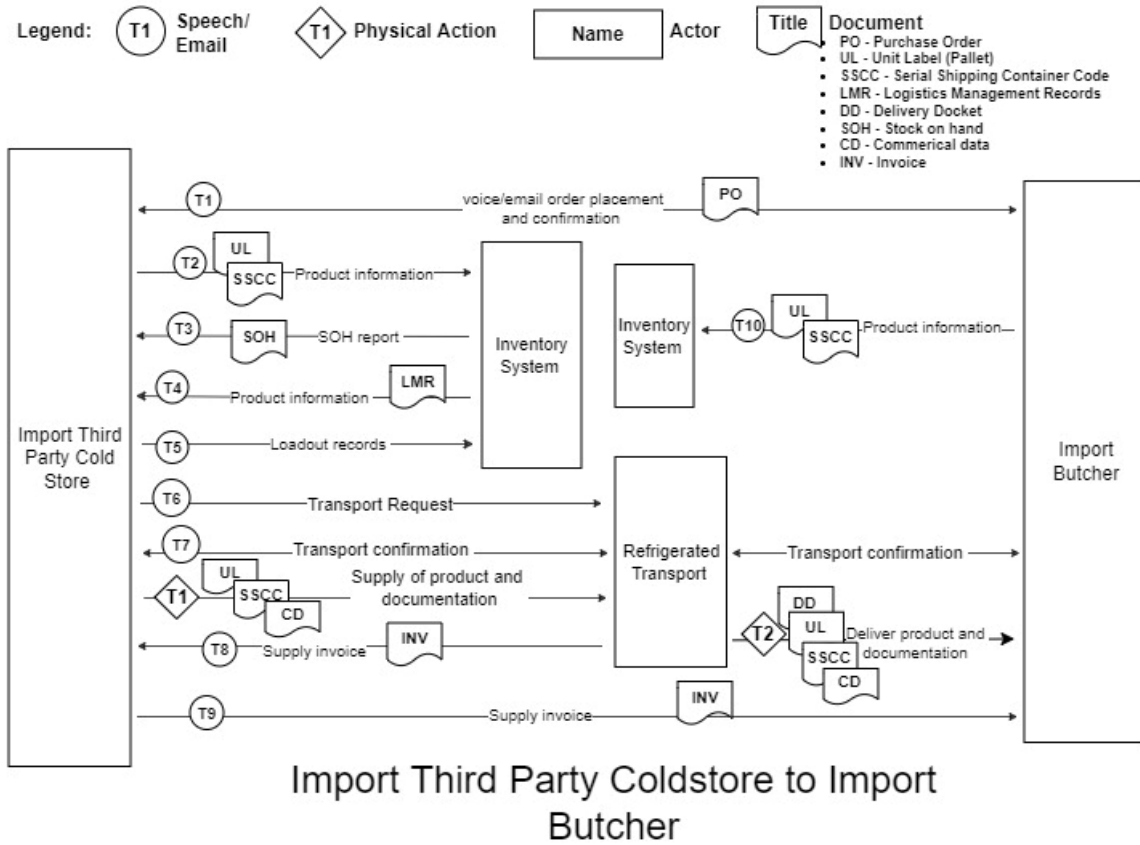 Legend:
T1
Speech/
Email
T1
Physical Action
Name
Actor
Title
Document
• PO - Purchase Order
• UL - Unit Label (Pallet)
• SSCC - Serial Shipping Container Code
• LMR - Logistics Management Records
• DD - Delivery Docket
• SOH - Stock on hand
• CD - Commerical data
• INV - Invoice
Import Third
Party Cold
Store
T1
voice/email order placement
and confirmation
PO
T2
UL
SSCC
Product information
T3
SOH
SOH report
T4
Product information
LMR
T5
Loadout records
Inventory
System
Inventory
System
T10
UL
SSCC
Product information
Import
Butcher
T6
Transport Request
T7
Transport confirmation
Refrigerated
Transport
Transport confirmation
T1
UL
SSCC
CD
Supply of product and
documentation
T8
Supply invoice
INV
T2
DD
UL
SSCC
CD
Deliver product and
documentation
T9
Supply invoice
INV
Import Third Party Coldstore to Import
Butcher